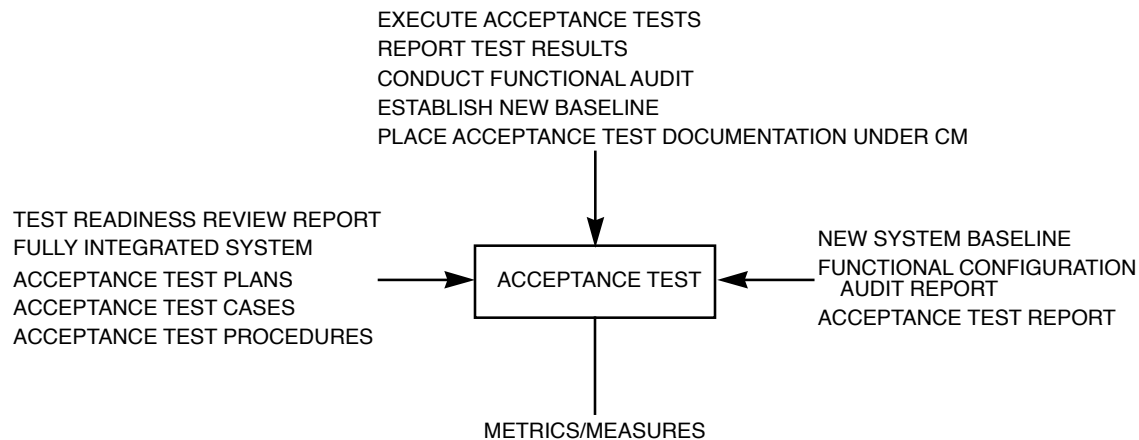 EXECUTE ACCEPTANCE TESTS
REPORT TEST RESULTS
CONDUCT FUNCTIONAL AUDIT
ESTABLISH NEW BASELINE
PLACE ACCEPTANCE TEST DOCUMENTATION UNDER CM
TEST READINESS REVIEW REPORT
FULLY INTEGRATED SYSTEM
ACCEPTANCE TEST PLANS
ACCEPTANCE TEST CASES
ACCEPTANCE TEST PROCEDURES
ACCEPTANCE TEST
NEW SYSTEM BASELINE
FUNCTIONAL CONFIGURATION
AUDIT REPORT
ACCEPTANCE TEST REPORT
METRICS/MEASURES